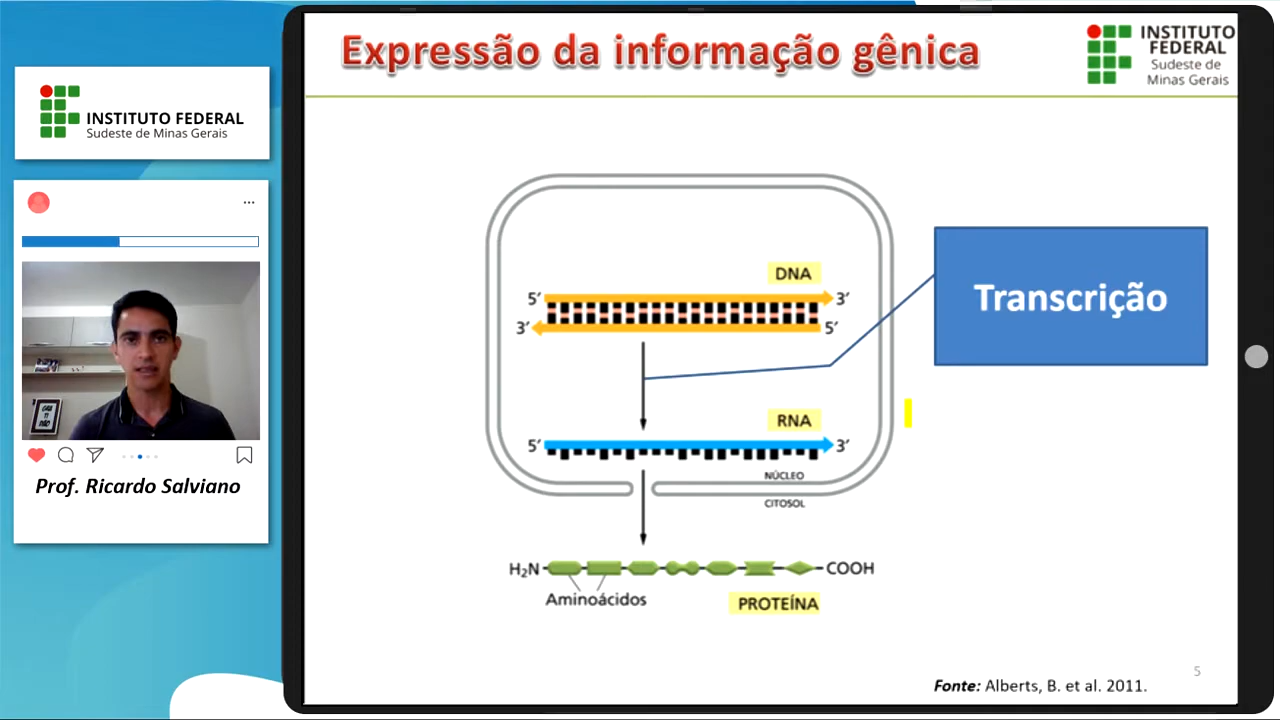 INSTITUTO FEDERAL
Sudeste de Minas Gerais
...
Prof. Ricardo Salviano
Expressão da informação gênica
INSTITUTO
FEDERAL
Sudeste de
Minas Gerais
DNA
5′ 3′
3′ 5′
Transcrição
RNA
5′ 3′
NÚCLEO
CITOSOL
H₂N COOH
Aminoácidos
PROTEÍNA
5
Fonte: Alberts, B. et al. 2011.